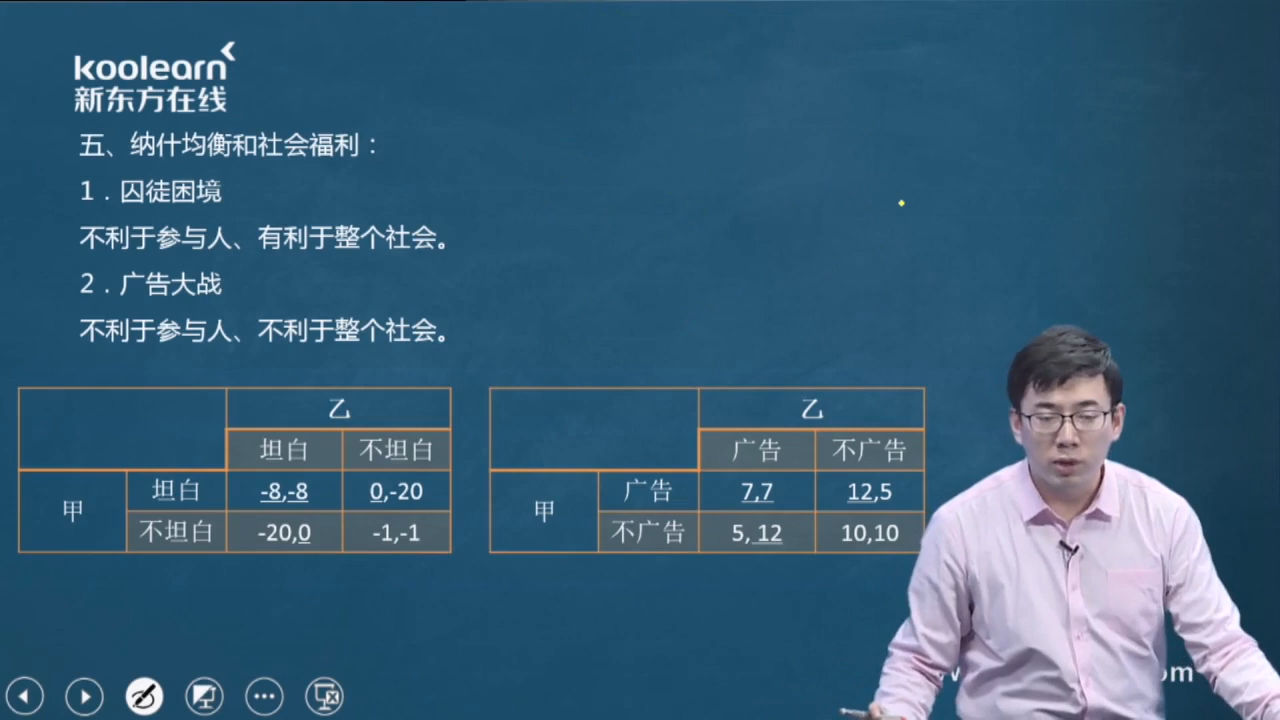 koolearn
新东方在线
五、纳什均衡和社会福利：
1．囚徒困境
不利于参与人、有利于整个社会。
2．广告大战
不利于参与人、不利于整个社会。
乙
坦白 不坦白
甲 坦白 -8,-8 0,-20
不坦白 -20,0 -1,-1
乙
广告 不广告
甲 广告 7,7 12,5
不广告 5, 12 10,10